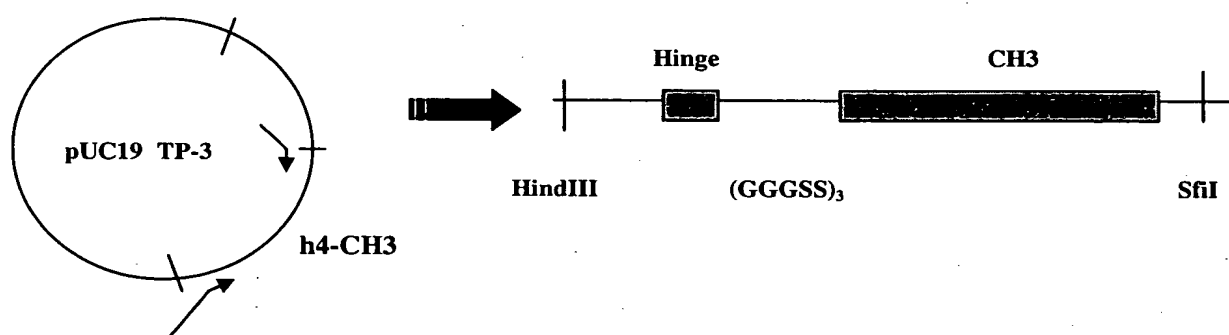 pUC19 TP-3
h4-CH3
Hinge
CH3
HindIII
(GGGSS)₃
SfiI